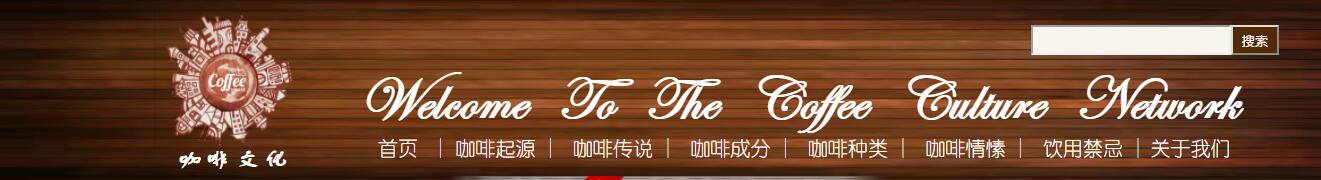 搜索
Coffee
Welcome To The Coffee Culture Network
咖啡文化
首页 | 咖啡起源 | 咖啡传说 | 咖啡成分 | 咖啡种类 | 咖啡情愫 | 饮用禁忌 | 关于我们